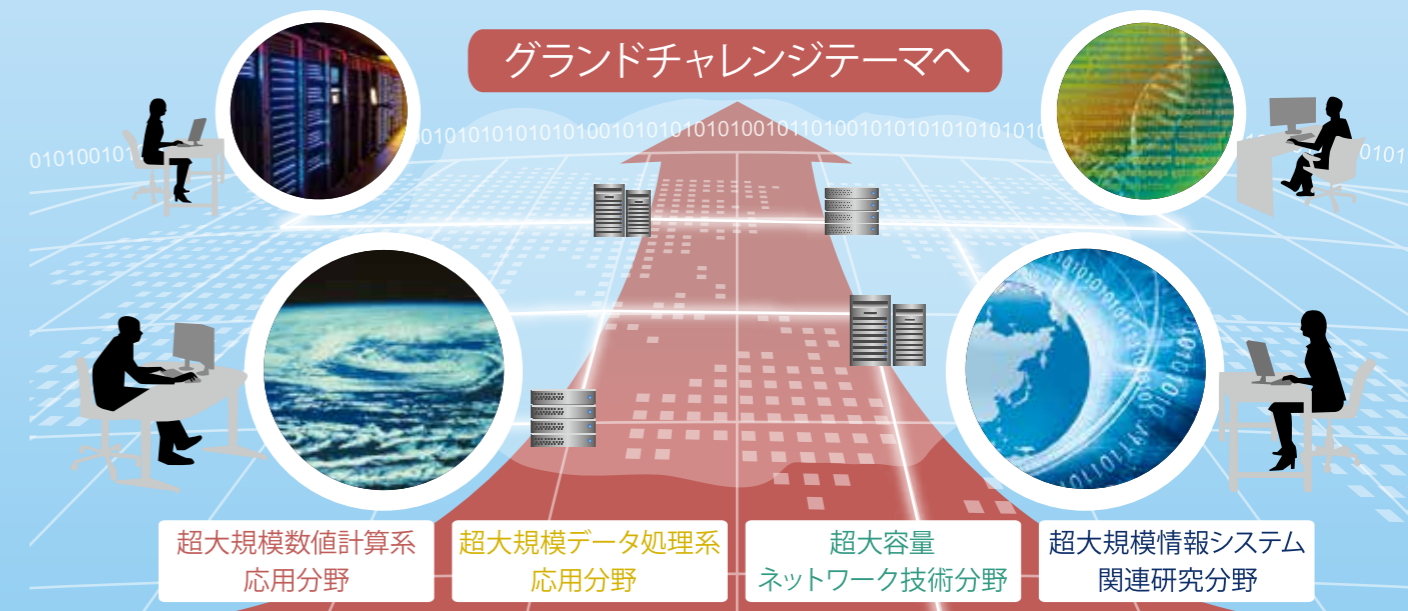 グランドチャレンジテーマへ
超大規模数値計算系
応用分野
超大規模データ処理系
応用分野
超大容量
ネットワーク技術分野
超大規模情報システム
関連研究分野